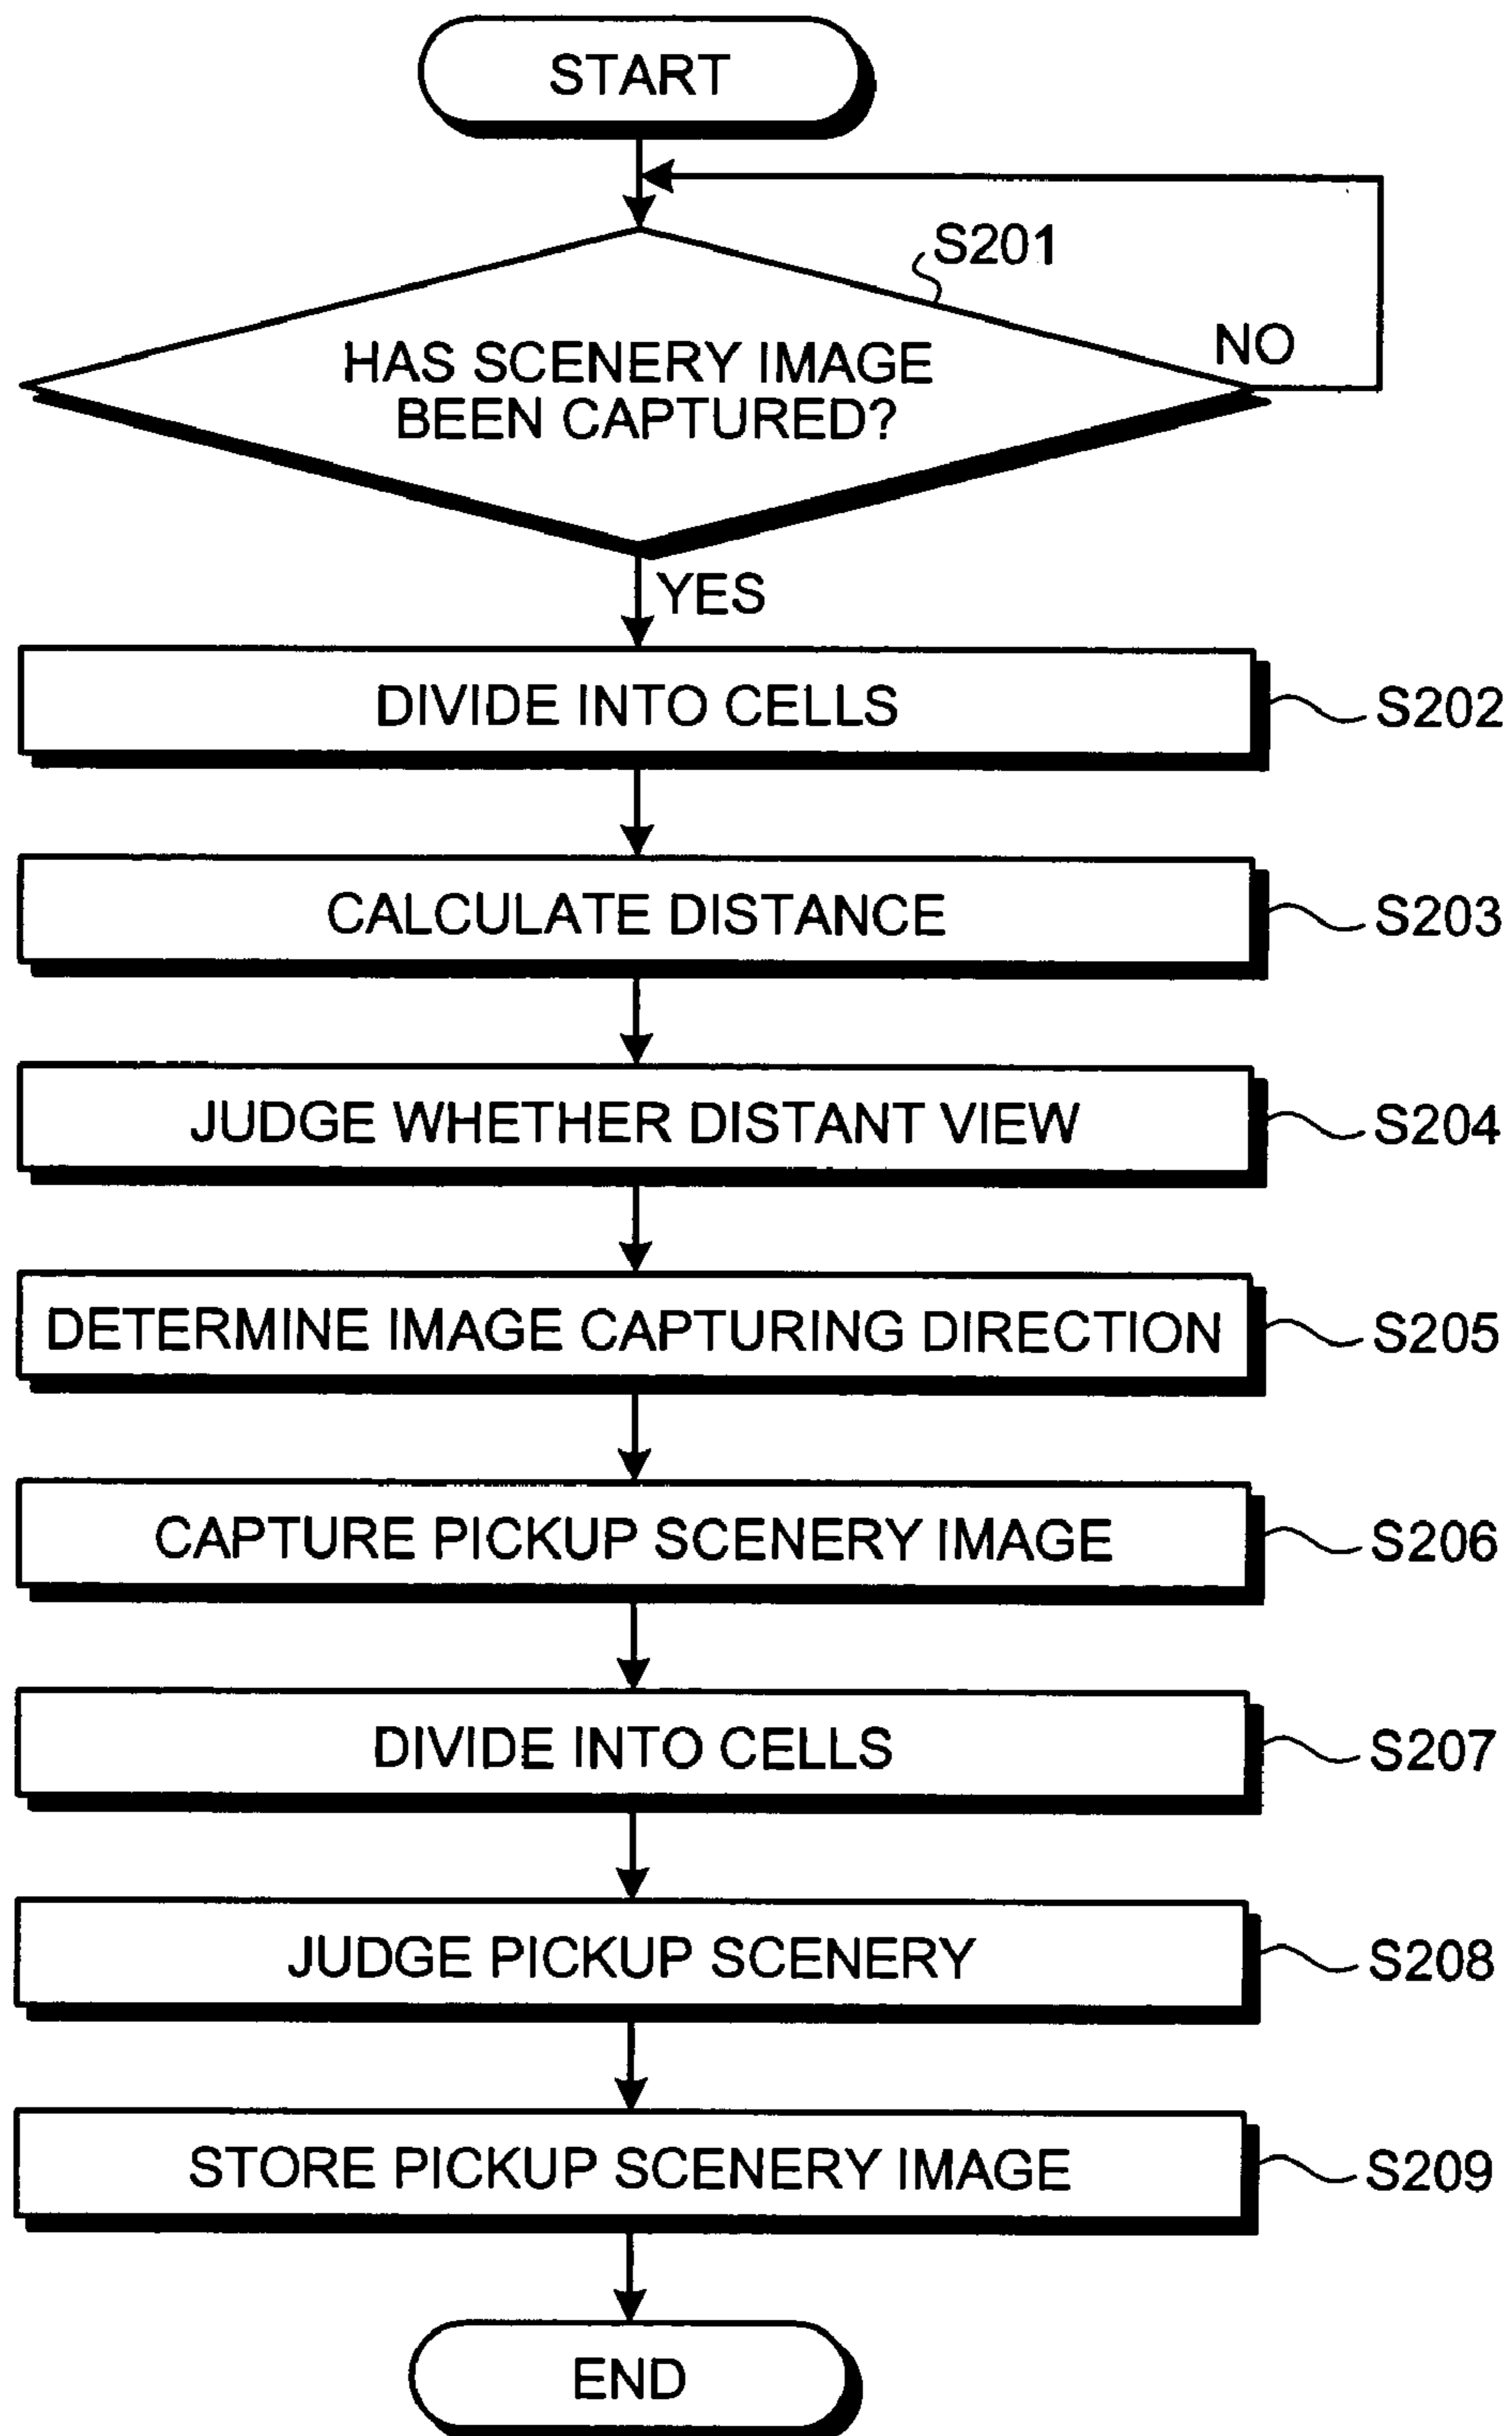 START
S201
NO
HAS SCENERY IMAGE
BEEN CAPTURED?
YES
DIVIDE INTO CELLS
S202
CALCULATE DISTANCE
S203
JUDGE WHETHER DISTANT VIEW
S204
DETERMINE IMAGE CAPTURING DIRECTION
S205
CAPTURE PICKUP SCENERY IMAGE
S206
DIVIDE INTO CELLS
S207
JUDGE PICKUP SCENERY
S208
STORE PICKUP SCENERY IMAGE
S209
END